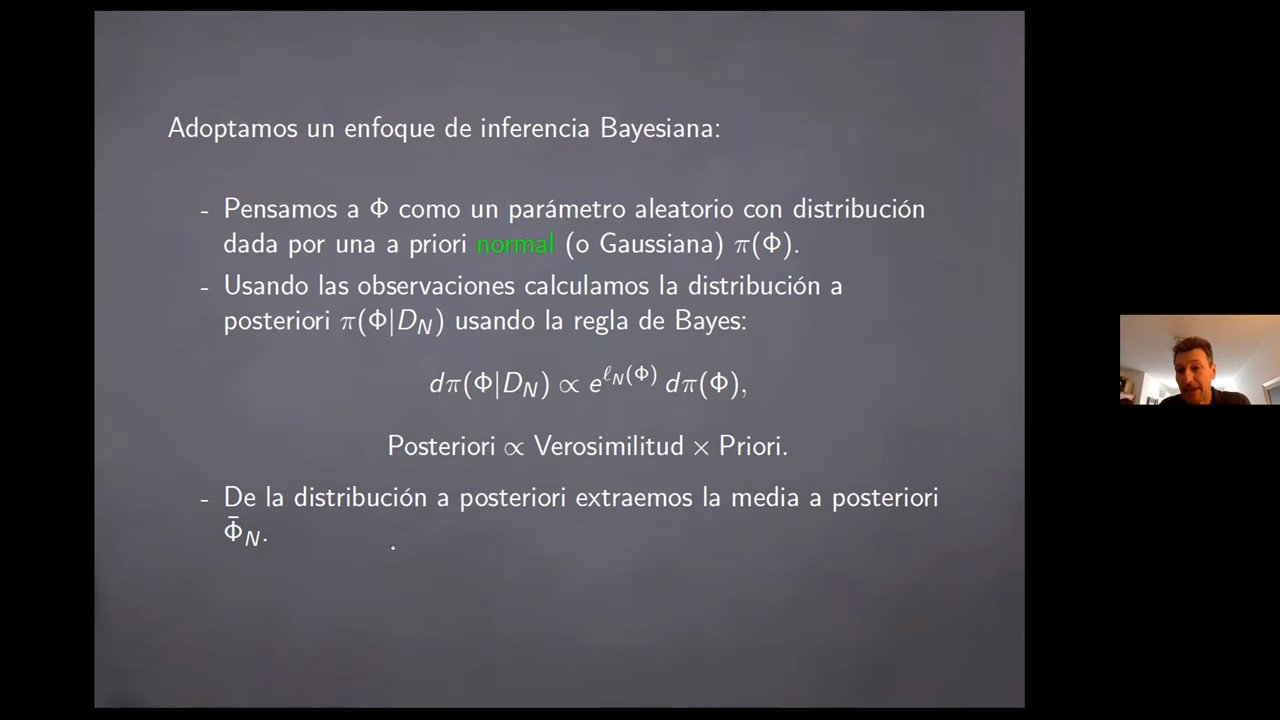 Adoptamos un enfoque de inferencia Bayesiana:
- Pensamos a Φ como un parámetro aleatorio con distribución
dada por una a priori normal (o Gaussiana) π(Φ).
- Usando las observaciones calculamos la distribución a
posteriori π(Φ|D_N) usando la regla de Bayes:
dπ(Φ|D_N) ∝ e^{ℓ_N(Φ)} dπ(Φ),
Posteriori ∝ Verosimilitud × Priori.
- De la distribución a posteriori extraemos la media a posteriori
Φ̄_N.